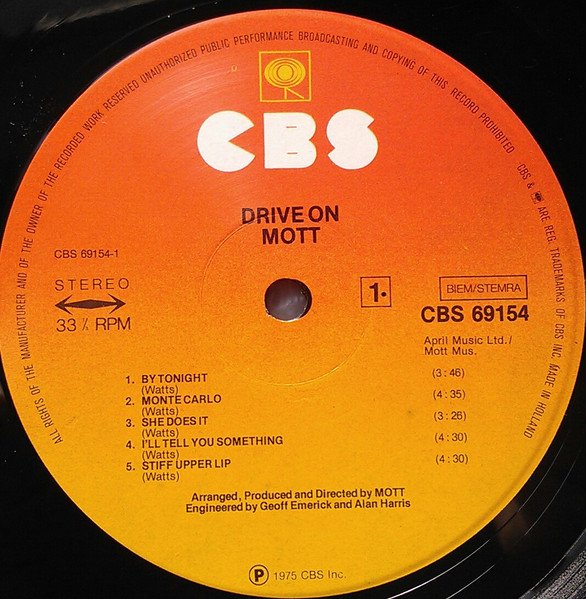 ALL RIGHTS OF THE MANUFACTURER AND OF THE OWNER OF THE RECORDED WORK RESERVED UNAUTHORIZED PUBLIC PERFORMANCE BROADCASTING AND COPYING OF THIS RECORD PROHIBITED
CBS & ARE REG. TRADEMARKS OF CBS INC. MADE IN HOLLAND
CBS
DRIVE ON
MOTT
CBS 69154-1
STEREO
33⅓ RPM
1·
BIEM/STEMRA
CBS 69154
April Music Ltd./
Mott Mus.
1. BY TONIGHT (3:46)
(Watts)
2. MONTE CARLO (4:35)
(Watts)
3. SHE DOES IT (3:26)
(Watts)
4. I'LL TELL YOU SOMETHING (4:30)
(Watts)
5. STIFF UPPER LIP (4:30)
(Watts)
Arranged, Produced and Directed by MOTT
Engineered by Geoff Emerick and Alan Harris
℗ 1975 CBS Inc.